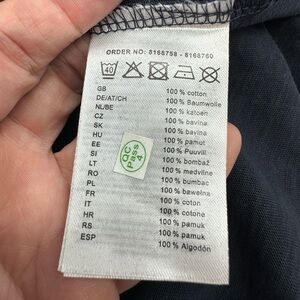 ORDER NO: 8168758 - 8168760
40
GB 100 % cotton
DE/AT/CH 100 % Baumwolle
NL/BE 100 % katoen
CZ 100 % bavlna
SK 100 % bavlna
HU 100 % pamut
EE 100 % Puuvill
SI 100 % bombaž
LT 100 % medvilnė
RO 100 % bumbac
PL 100 % bawełna
FR 100 % coton
IT 100 % cotone
HR 100 % pamuk
RS 100 % pamuk
ESP 100 % Algodón
QC
Pass
4